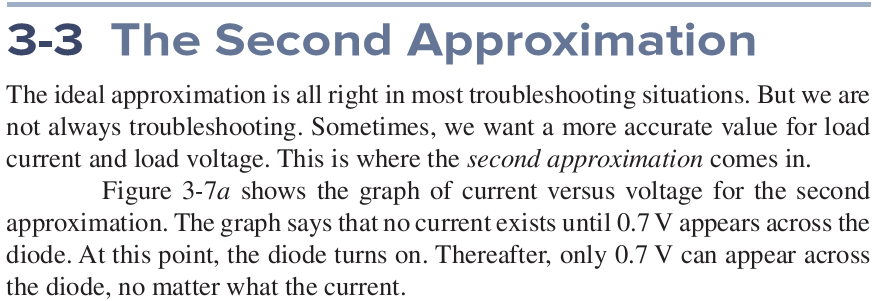 3-3 The Second Approximation
The ideal approximation is all right in most troubleshooting situations. But we are
not always troubleshooting. Sometimes, we want a more accurate value for load
current and load voltage. This is where the second approximation comes in.
Figure 3-7a shows the graph of current versus voltage for the second
approximation. The graph says that no current exists until 0.7 V appears across the
diode. At this point, the diode turns on. Thereafter, only 0.7 V can appear across
the diode, no matter what the current.